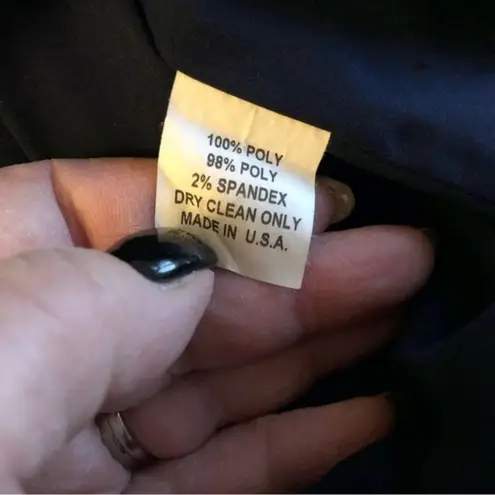 100% POLY
98% POLY
2% SPANDEX
DRY CLEAN ONLY
MADE IN U.S.A.